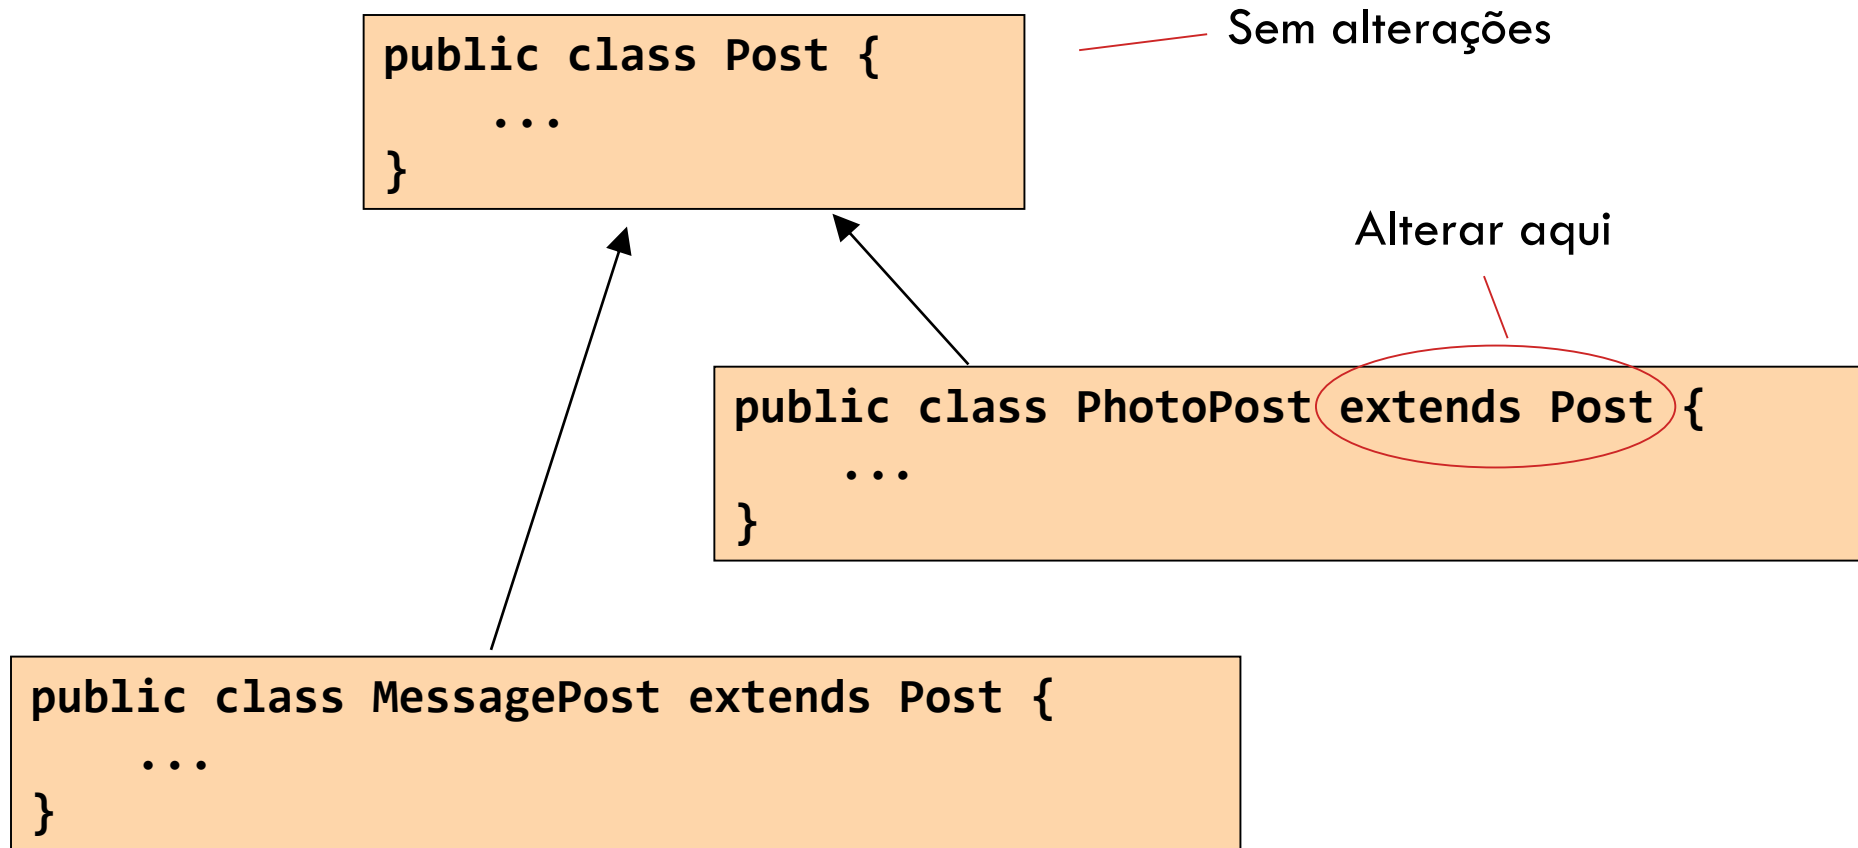 Sem alterações
public class Post {
...
}
Alterar aqui
public class PhotoPost extends Post {
...
}
public class MessagePost extends Post {
...
}